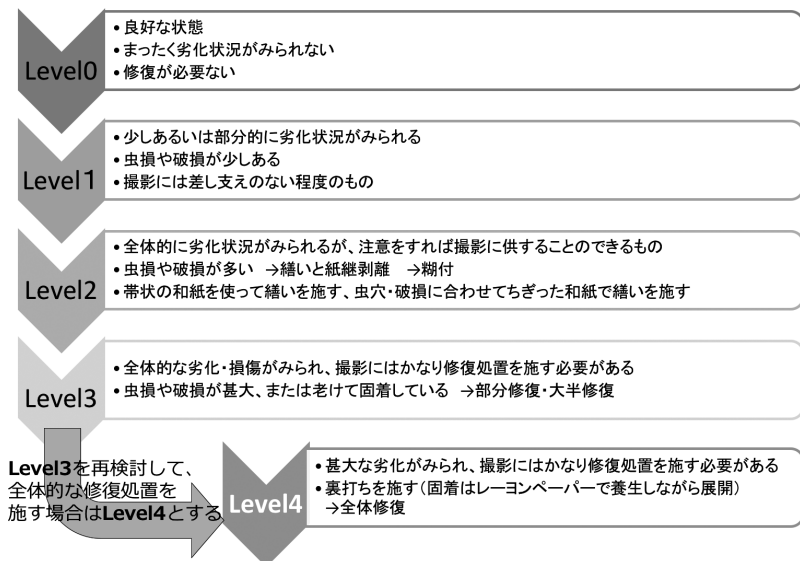 Level0
• 良好な状態
• まったく劣化状況がみられない
• 修復が必要ない
Level1
• 少しあるいは部分的に劣化状況がみられる
• 虫損や破損が少しある
• 撮影には差し支えのない程度のもの
Level2
• 全体的に劣化状況がみられるが、注意をすれば撮影に供することのできるもの
• 虫損や破損が多い →繕いと紙継剥離 →糊付
• 帯状の和紙を使って繕いを施す、虫穴・破損に合わせてちぎった和紙で繕いを施す
Level3
• 全体的な劣化・損傷がみられ、撮影にはかなり修復処置を施す必要がある
• 虫損や破損が甚大、または老けて固着している →部分修復・大半修復
Level3を再検討して、
全体的な修復処置を
施す場合はLevel4とする
Level4
• 甚大な劣化がみられ、撮影にはかなり修復処置を施す必要がある
• 裏打ちを施す（固着はレーヨンペーパーで養生しながら展開）
→全体修復